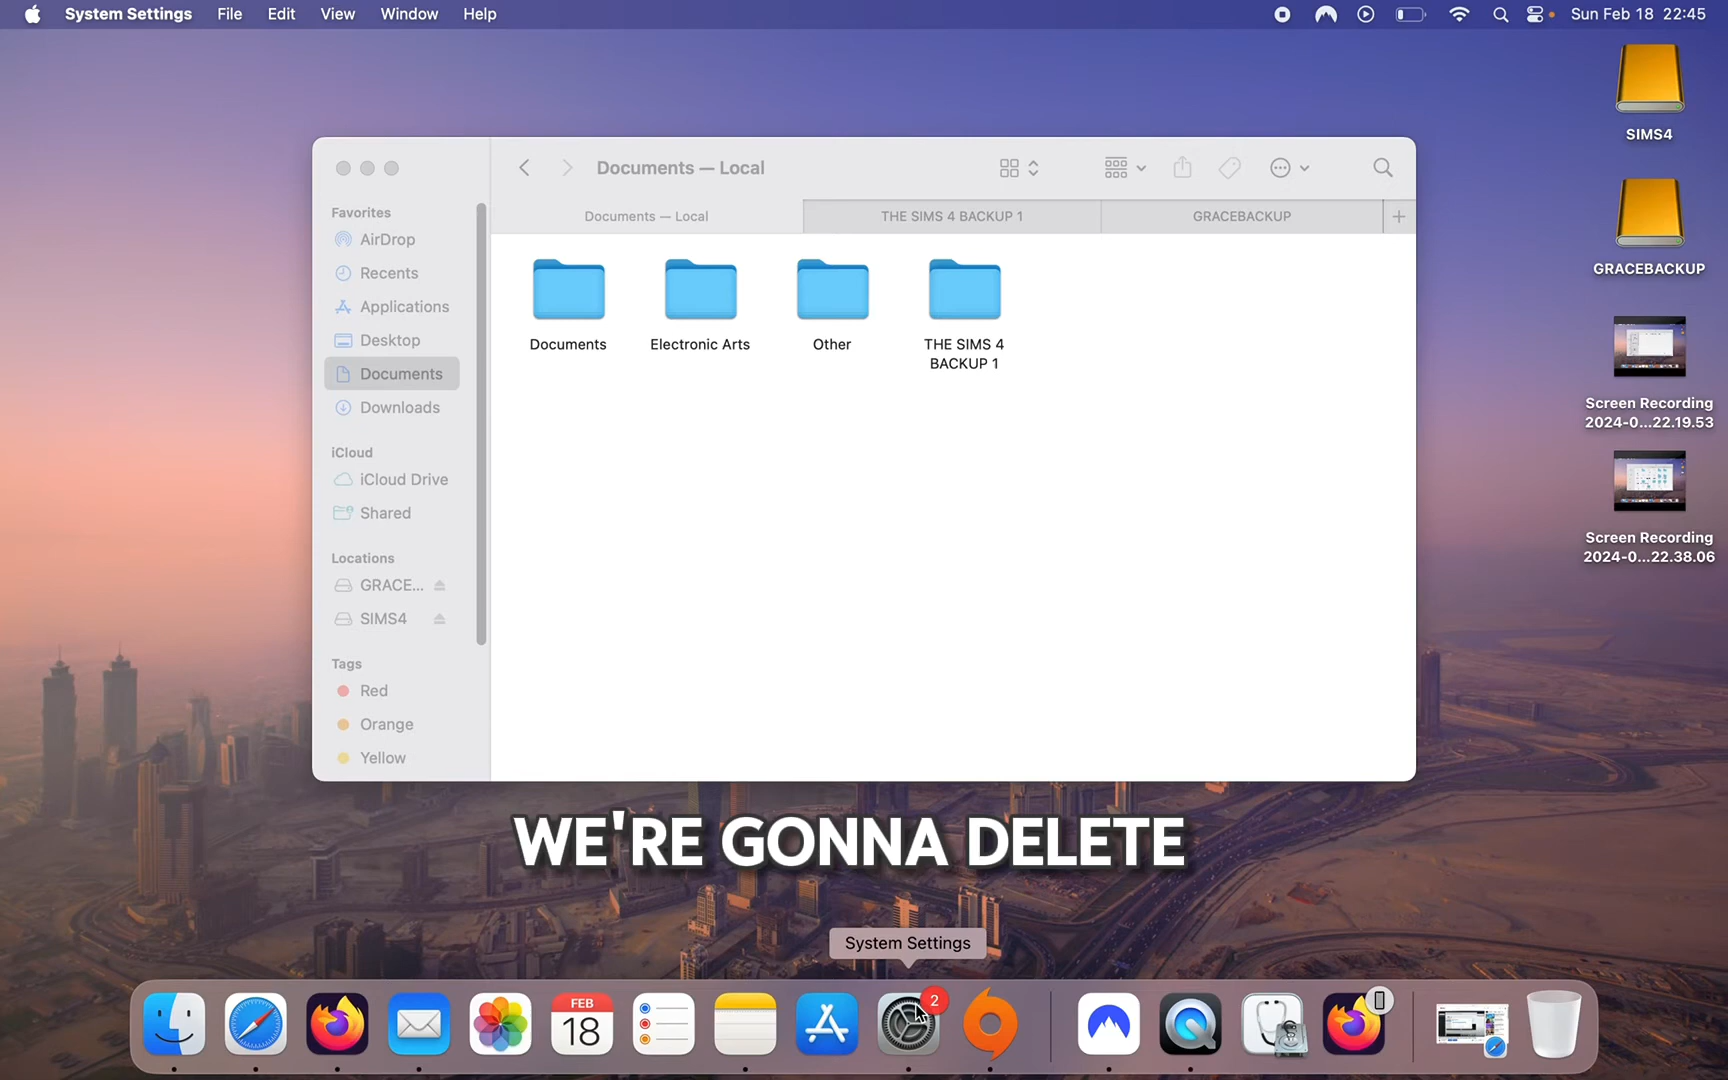 System Settings File Edit View Window Help Sun Feb 18 22:45
SIMS4
GRACEBACKUP
Screen Recording
2024-0...22.19.53
Screen Recording
2024-0...22.38.06
Documents — Local
Documents — Local THE SIMS 4 BACKUP 1 GRACEBACKUP +
Favorites
AirDrop
Recents
Applications
Desktop
Documents
Downloads
iCloud
iCloud Drive
Shared
Locations
GRACE...
SIMS4
Tags
Red
Orange
Yellow
Documents
Electronic Arts
Other
THE SIMS 4
BACKUP 1
WE'RE GONNA DELETE
System Settings
FEB
18
2